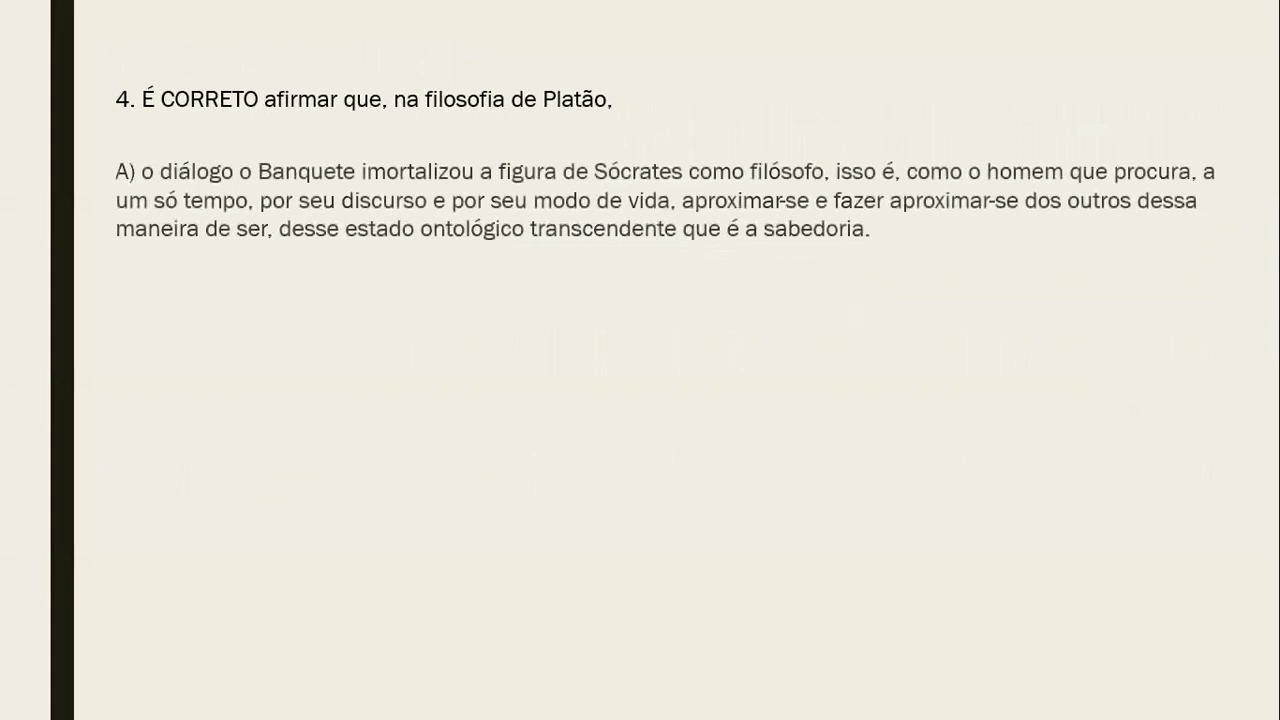 4. É CORRETO afirmar que, na filosofia de Platão,
A) o diálogo o Banquete imortalizou a figura de Sócrates como filósofo, isso é, como o homem que procura, a
um só tempo, por seu discurso e por seu modo de vida, aproximar-se e fazer aproximar-se dos outros dessa
maneira de ser, desse estado ontológico transcendente que é a sabedoria.